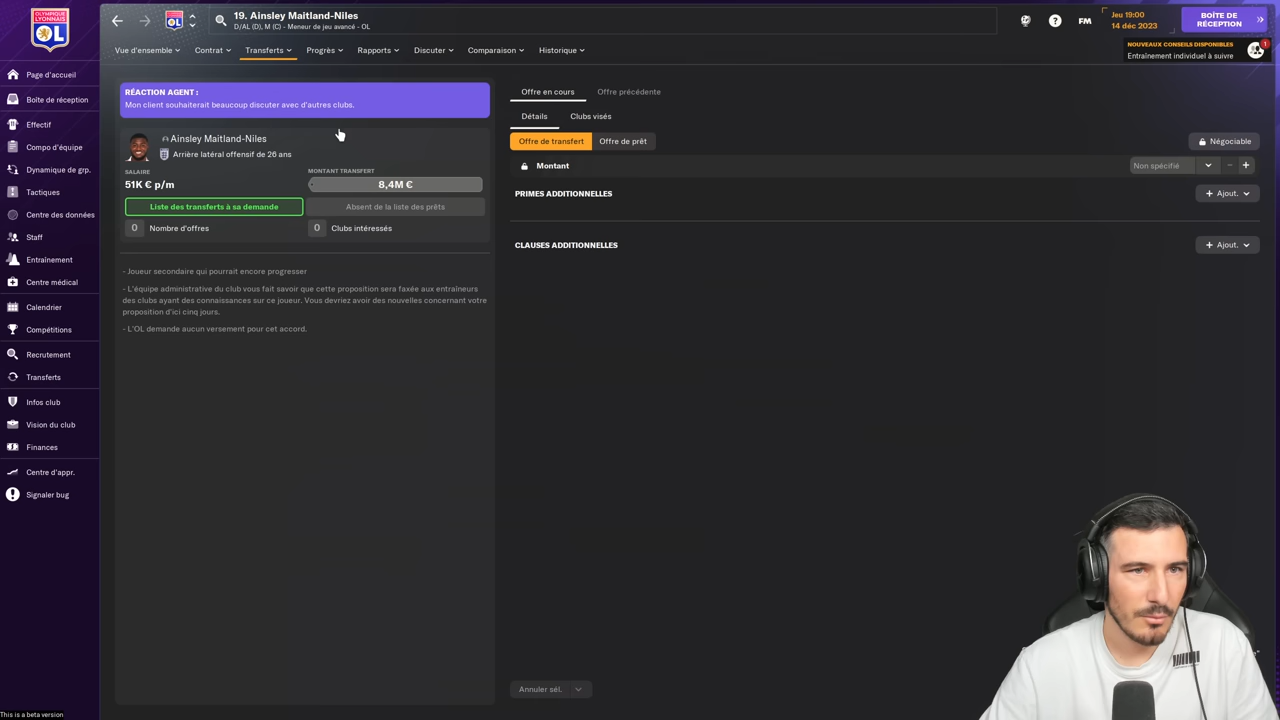 OLYMPIQUE
LYONNAIS
OL
19. Ainsley Maitland-Niles
D/AL (D), M (C) - Meneur de jeu avancé - OL
FM
Jeu 19:00
14 déc 2023
BOÎTE DE
RÉCEPTION
Vue d'ensemble
Contrat
Transferts
Progrès
Rapports
Discuter
Comparaison
Historique
NOUVEAUX CONSEILS DISPONIBLES
Entraînement individuel à suivre
1
Page d'accueil
Boîte de réception
Effectif
Compo d'équipe
Dynamique de grp.
Tactiques
Centre des données
Staff
Entraînement
Centre médical
Calendrier
Compétitions
Recrutement
Transferts
Infos club
Vision du club
Finances
Centre d'appr.
Signaler bug
This is a beta version
RÉACTION AGENT :
Mon client souhaiterait beaucoup discuter avec d'autres clubs.
Ainsley Maitland-Niles
Arrière latéral offensif de 26 ans
SALAIRE
51K € p/m
MONTANT TRANSFERT
8,4M €
Liste des transferts à sa demande
Absent de la liste des prêts
0 Nombre d'offres
0 Clubs intéressés
- Joueur secondaire qui pourrait encore progresser
- L'équipe administrative du club vous fait savoir que cette proposition sera faxée aux entraîneurs
des clubs ayant des connaissances sur ce joueur. Vous devriez avoir des nouvelles concernant votre
proposition d'ici cinq jours.
- L'OL demande aucun versement pour cet accord.
Offre en cours
Offre précédente
Détails
Clubs visés
Offre de transfert
Offre de prêt
Négociable
Montant
Non spécifié
PRIMES ADDITIONNELLES
Ajout.
CLAUSES ADDITIONNELLES
Ajout.
Annuler sél.